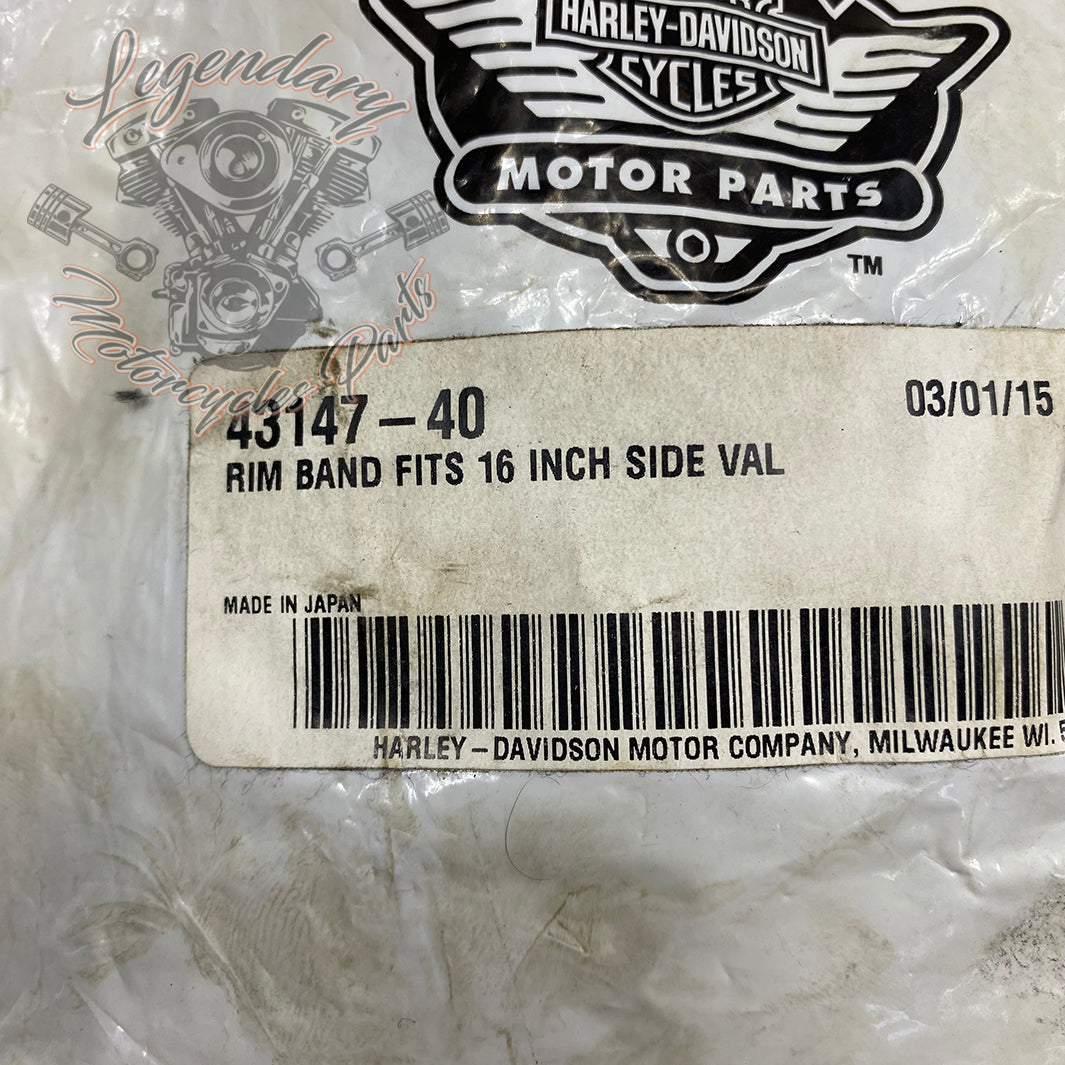 HARLEY-DAVIDSON
CYCLES
MOTOR PARTS
TM
Legendary
Motorcycles Parts
43147-40
03/01/15
RIM BAND FITS 16 INCH SIDE VAL
MADE IN JAPAN
HARLEY-DAVIDSON MOTOR COMPANY, MILWAUKEE WI.